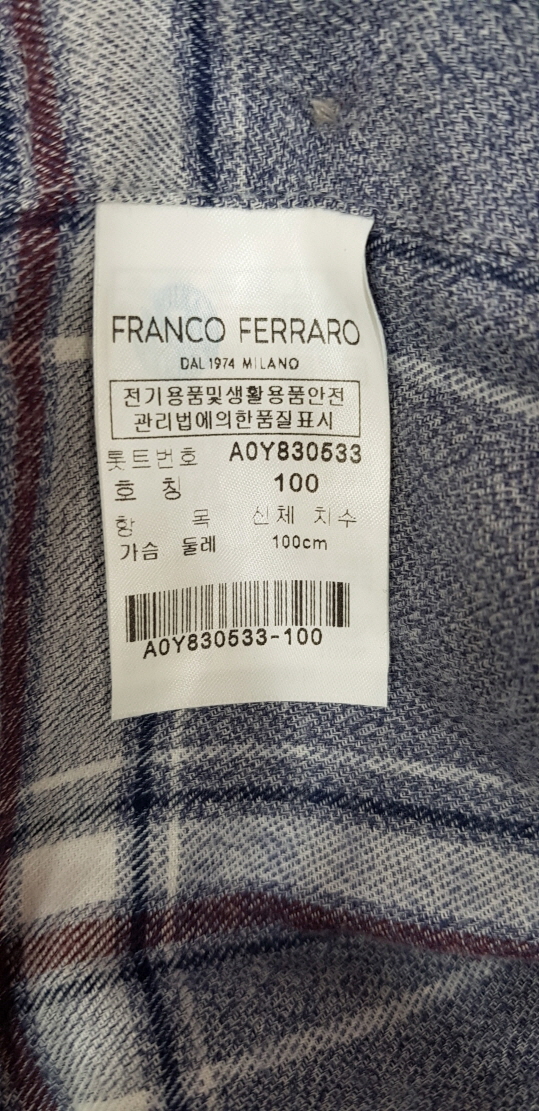 FRANCO FERRARO
DAL 1974 MILANO
전기용품및생활용품안전
관리법에의한품질표시
롯트번호 A0Y830533
호 칭 100
항 목 신체 치수
가슴 둘레 100cm
A0Y830533-100